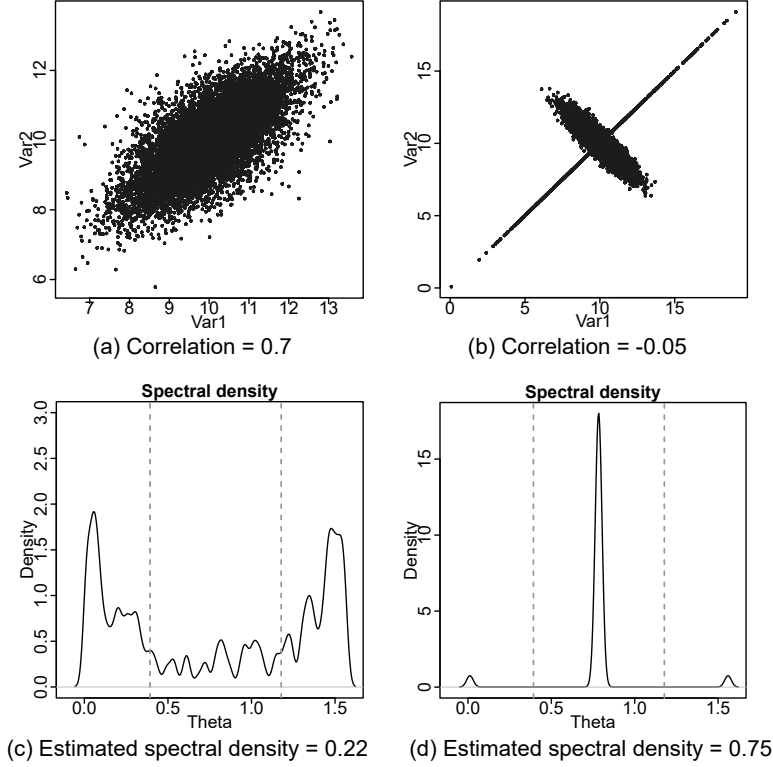 12
10
8
6
Var2
7 8 9 10 11 12 13
Var1
(a) Correlation = 0.7
15
10
5
0
Var2
0 5 10 15
Var1
(b) Correlation = -0.05
Spectral density
3.0
2.5
2.0
1.5
1.0
0.5
0.0
Density
0.0 0.5 1.0 1.5
Theta
(c) Estimated spectral density = 0.22
Spectral density
15
10
5
0
Density
0.0 0.5 1.0 1.5
Theta
(d) Estimated spectral density = 0.75